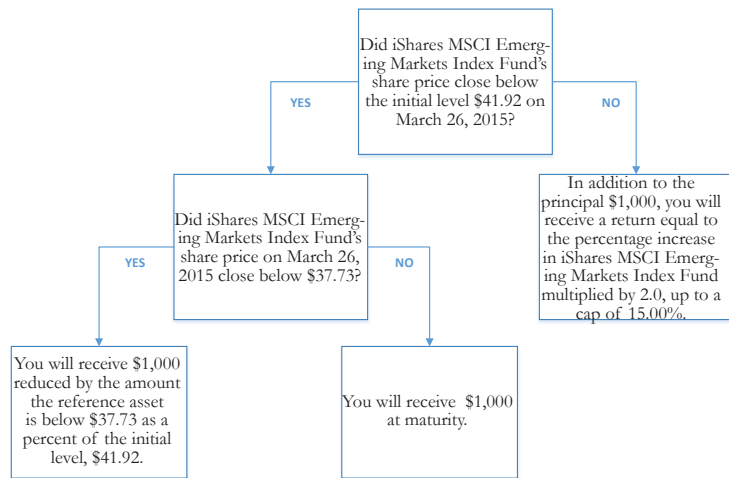 Did iShares MSCI Emerg-
ing Markets Index Fund's
share price close below
the initial level $41.92 on
March 26, 2015?
YES
NO
Did iShares MSCI Emerg-
ing Markets Index Fund's
share price on March 26,
2015 close below $37.73?
In addition to the
principal $1,000, you will
receive a return equal to
the percentage increase
in iShares MSCI Emerg-
ing Markets Index Fund
multiplied by 2.0, up to a
cap of 15.00%.
YES
NO
You will receive $1,000
reduced by the amount
the reference asset
is below $37.73 as a
percent of the initial
level, $41.92.
You will receive $1,000
at maturity.